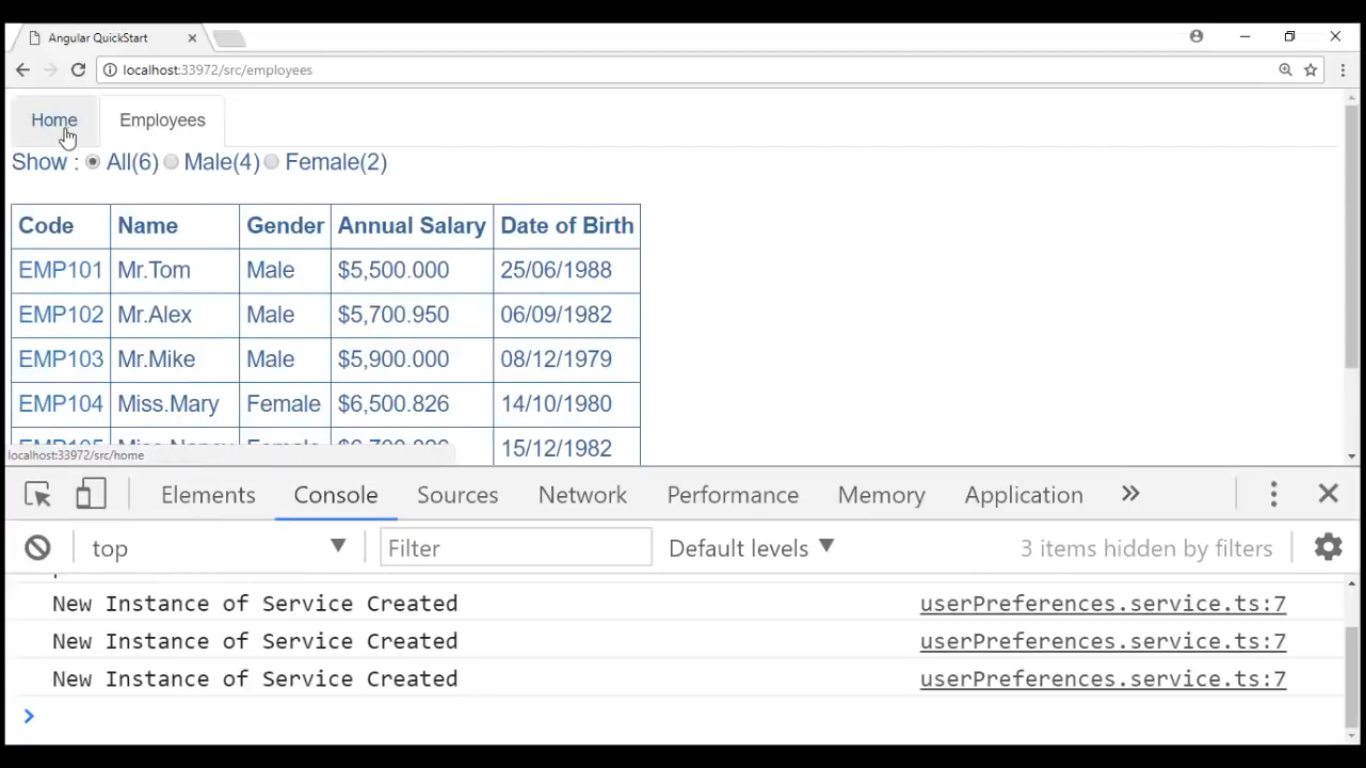 Angular QuickStart
localhost:33972/src/employees
Home Employees
Show : All(6) Male(4) Female(2)
Code Name Gender Annual Salary Date of Birth
EMP101 Mr.Tom Male $5,500.000 25/06/1988
EMP102 Mr.Alex Male $5,700.950 06/09/1982
EMP103 Mr.Mike Male $5,900.000 08/12/1979
EMP104 Miss.Mary Female $6,500.826 14/10/1980
EMP105 Female 15/12/1982
localhost:33972/src/home
Elements Console Sources Network Performance Memory Application
top Filter Default levels 3 items hidden by filters
New Instance of Service Created userPreferences.service.ts:7
New Instance of Service Created userPreferences.service.ts:7
New Instance of Service Created userPreferences.service.ts:7